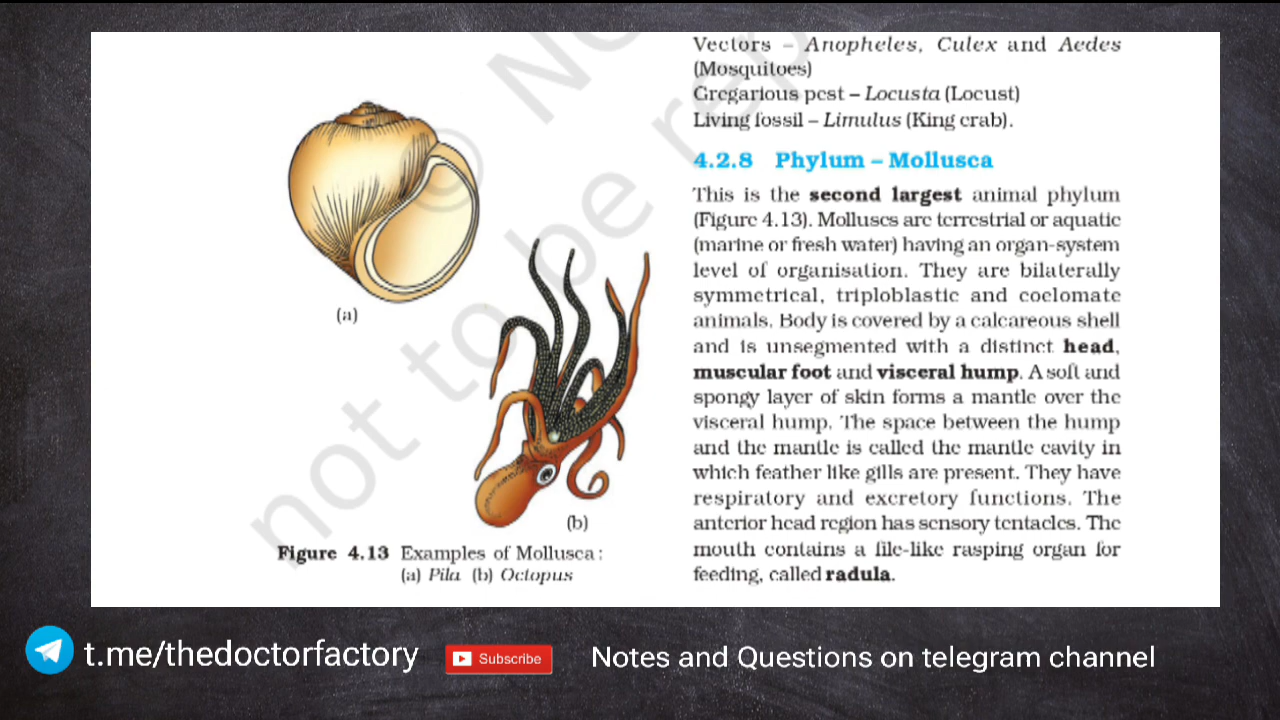 Vectors – Anopheles, Culex and Aedes
(Mosquitoes)
Gregarious pest – Locusta (Locust)
Living fossil – Limulus (King crab).
4.2.8 Phylum – Mollusca
This is the second largest animal phylum
(Figure 4.13). Molluscs are terrestrial or aquatic
(marine or fresh water) having an organ-system
level of organisation. They are bilaterally
symmetrical, triploblastic and coelomate
animals. Body is covered by a calcareous shell
and is unsegmented with a distinct head,
muscular foot and visceral hump. A soft and
spongy layer of skin forms a mantle over the
visceral hump. The space between the hump
and the mantle is called the mantle cavity in
which feather like gills are present. They have
respiratory and excretory functions. The
anterior head region has sensory tentacles. The
mouth contains a file-like rasping organ for
feeding, called radula.
(a)
(b)
Figure 4.13 Examples of Mollusca :
(a) Pila (b) Octopus
not to be rep
© No
t.me/thedoctorfactory
Subscribe
Notes and Questions on telegram channel